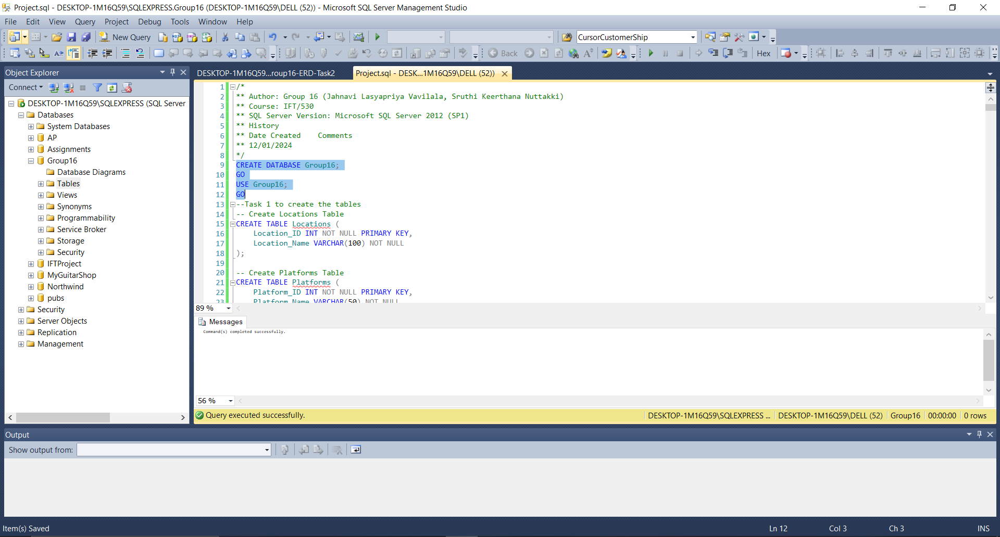 Project.sql - DESKTOP-1M16Q59\SQLEXPRESS.Group16 (DESKTOP-1M16Q59\DELL (52)) - Microsoft SQL Server Management Studio
File Edit View Query Project Debug Tools Window Help
New Query CursorCustomerShip
Back Hex
Object Explorer
Connect
DESKTOP-1M16Q59\SQLEXPRESS (SQL Server
Databases
System Databases
AP
Assignments
Group16
Database Diagrams
Tables
Views
Synonyms
Programmability
Service Broker
Storage
Security
IFTProject
MyGuitarShop
Northwind
pubs
Security
Server Objects
Replication
Management
DESKTOP-1M16Q59...roup16-ERD-Task2 Project.sql - DESK...1M16Q59\DELL (52))
1 /*
2 ** Author: Group 16 (Jahnavi Lasyapriya Vavilala, Sruthi Keerthana Nuttakki)
3 ** Course: IFT/530
4 ** SQL Server Version: Microsoft SQL Server 2012 (SP1)
5 ** History
6 ** Date Created    Comments
7 ** 12/01/2024
8 */
9 CREATE DATABASE Group16;
10 GO
11 USE Group16;
12 GO
13 --Task 1 to create the tables
14 -- Create Locations Table
15 CREATE TABLE Locations (
16     Location_ID INT NOT NULL PRIMARY KEY,
17     Location_Name VARCHAR(100) NOT NULL
18 );
19
20 -- Create Platforms Table
21 CREATE TABLE Platforms (
22     Platform_ID INT NOT NULL PRIMARY KEY,
23     Platform_Name VARCHAR(50) NOT NULL
89 %
Messages
Command(s) completed successfully.
56 %
Query executed successfully. DESKTOP-1M16Q59\SQLEXPRESS ... DESKTOP-1M16Q59\DELL (52) Group16 00:00:00 0 rows
Output
Show output from:
Item(s) Saved Ln 12 Col 3 Ch 3 INS